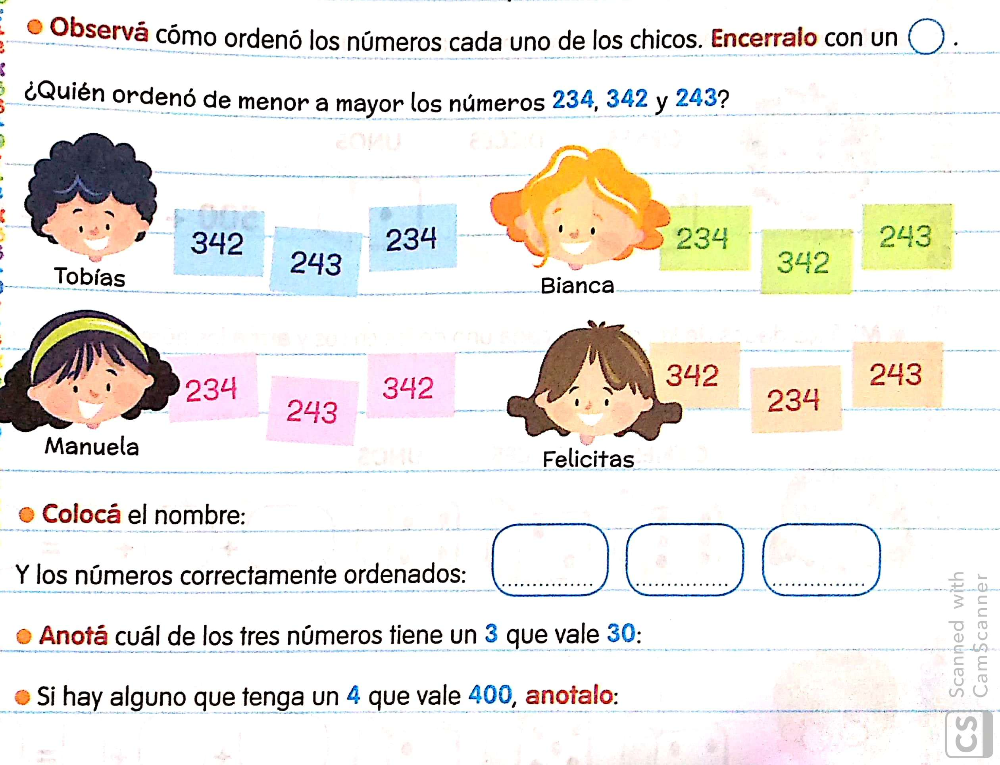 Observá cómo ordenó los números cada uno de los chicos. Encerralo con un ◯ .
¿Quién ordenó de menor a mayor los números 234, 342 y 243?
342 243 234
Tobías
234 342 243
Bianca
234 243 342
Manuela
342 234 243
Felicitas
Colocá el nombre:
Y los números correctamente ordenados:
Anotá cuál de los tres números tiene un 3 que vale 30:
Si hay alguno que tenga un 4 que vale 400, anotalo:
Scanned with
CamScanner
CS